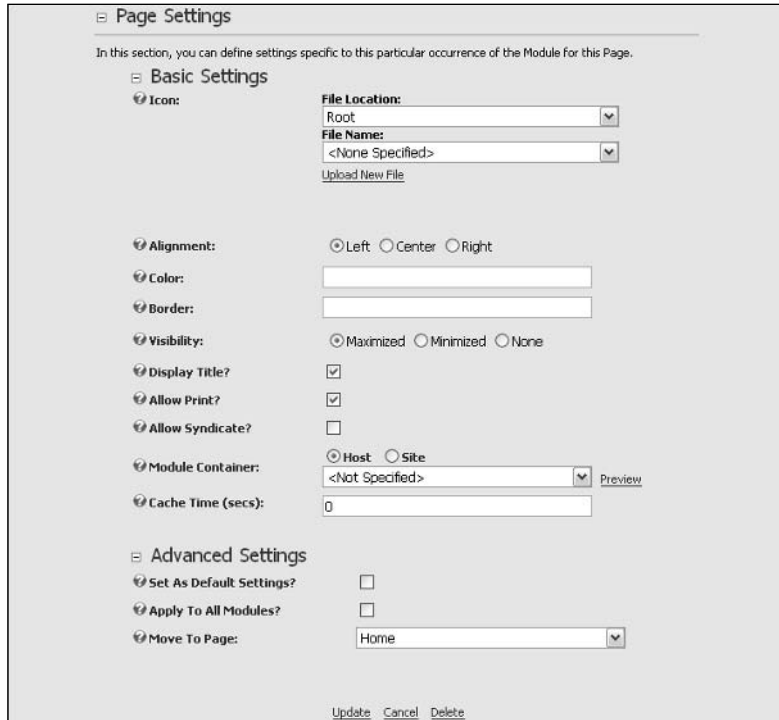 Page Settings
In this section, you can define settings specific to this particular occurrence of the Module for this Page.
Basic Settings
Icon:
File Location:
Root
File Name:
<None Specified>
Upload New File
Alignment: Left Center Right
Color:
Border:
Visibility: Maximized Minimized None
Display Title?
Allow Print?
Allow Syndicate?
Host Site
Module Container:
<Not Specified> Preview
Cache Time (secs): 0
Advanced Settings
Set As Default Settings?
Apply To All Modules?
Move To Page: Home
Update Cancel Delete